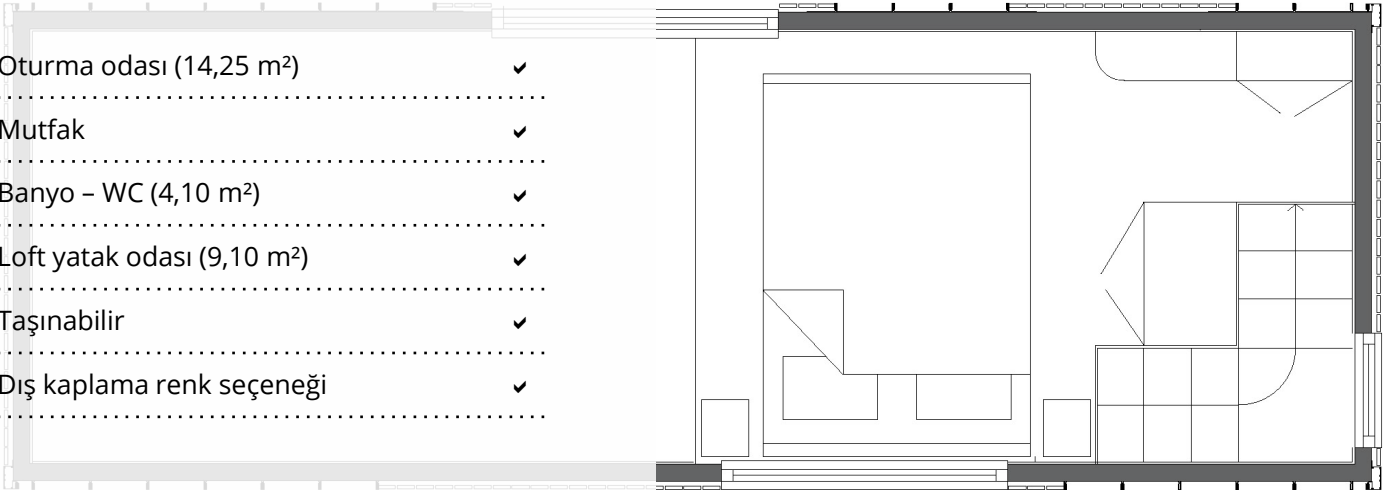 Oturma odası (14,25 m²) ✔
Mutfak ✔
Banyo – WC (4,10 m²) ✔
Loft yatak odası (9,10 m²) ✔
Taşınabilir ✔
Dış kaplama renk seçeneği ✔